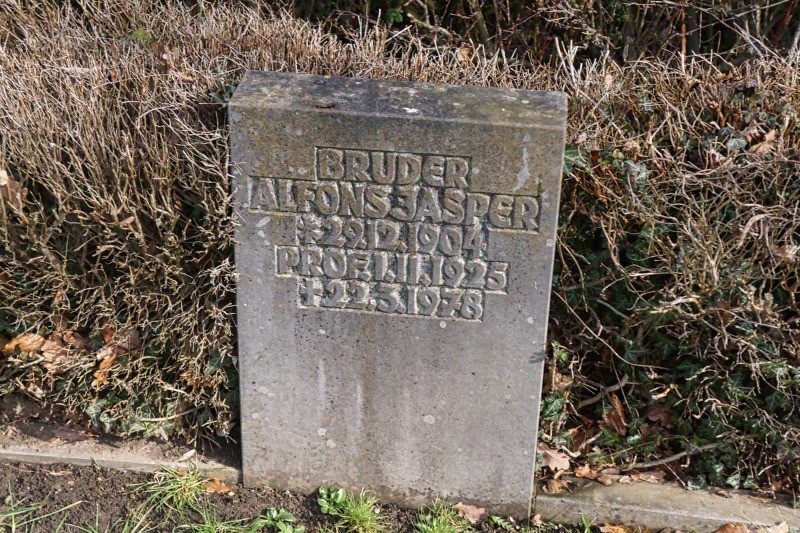 BRUDER
ALFONS JASPER
* 29.12.1904
PROF. 1.11.1925
† 22.3.1978